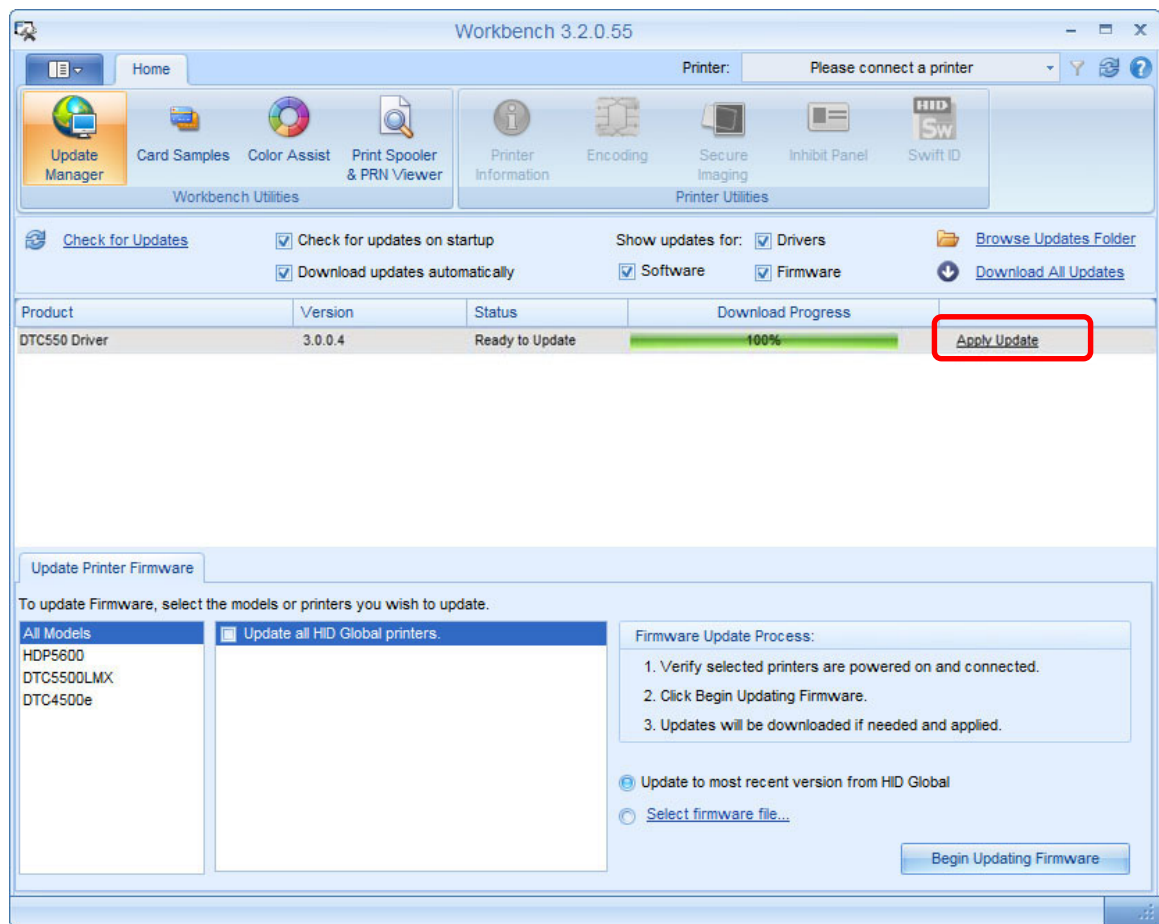 Workbench 3.2.0.55
Home
Printer: Please connect a printer
Update Manager
Card Samples
Color Assist
Print Spooler & PRN Viewer
Printer Information
Encoding
Secure Imaging
Inhibit Panel
HID Sw
Swift ID
Workbench Utilities
Printer Utilities
Check for Updates
Check for updates on startup
Show updates for:
Drivers
Browse Updates Folder
Download updates automatically
Software
Firmware
Download All Updates
Product Version Status Download Progress
DTC550 Driver 3.0.0.4 Ready to Update 100% Apply Update
Update Printer Firmware
To update Firmware, select the models or printers you wish to update.
All Models
HDP5600
DTC5500LMX
DTC4500e
Update all HID Global printers.
Firmware Update Process:
1. Verify selected printers are powered on and connected.
2. Click Begin Updating Firmware.
3. Updates will be downloaded if needed and applied.
Update to most recent version from HID Global
Select firmware file...
Begin Updating Firmware